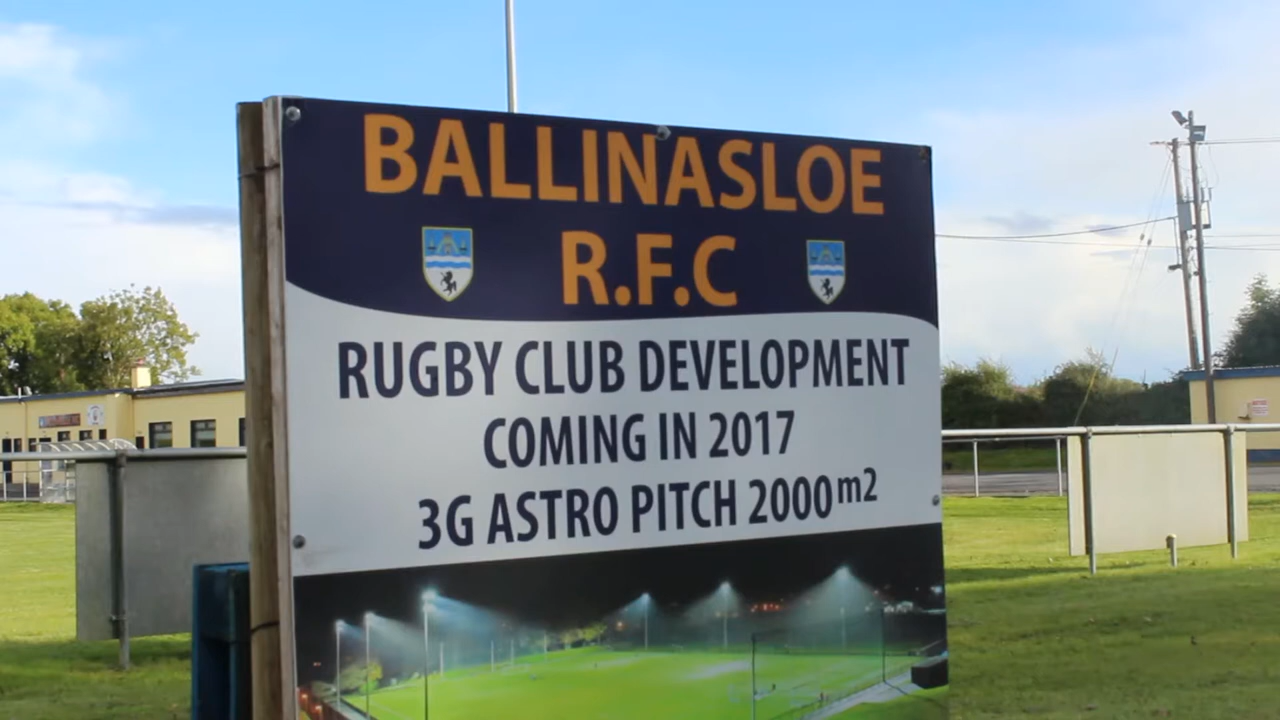 BALLINASLOE
R.F.C
RUGBY CLUB DEVELOPMENT
COMING IN 2017
3G ASTRO PITCH 2000m2